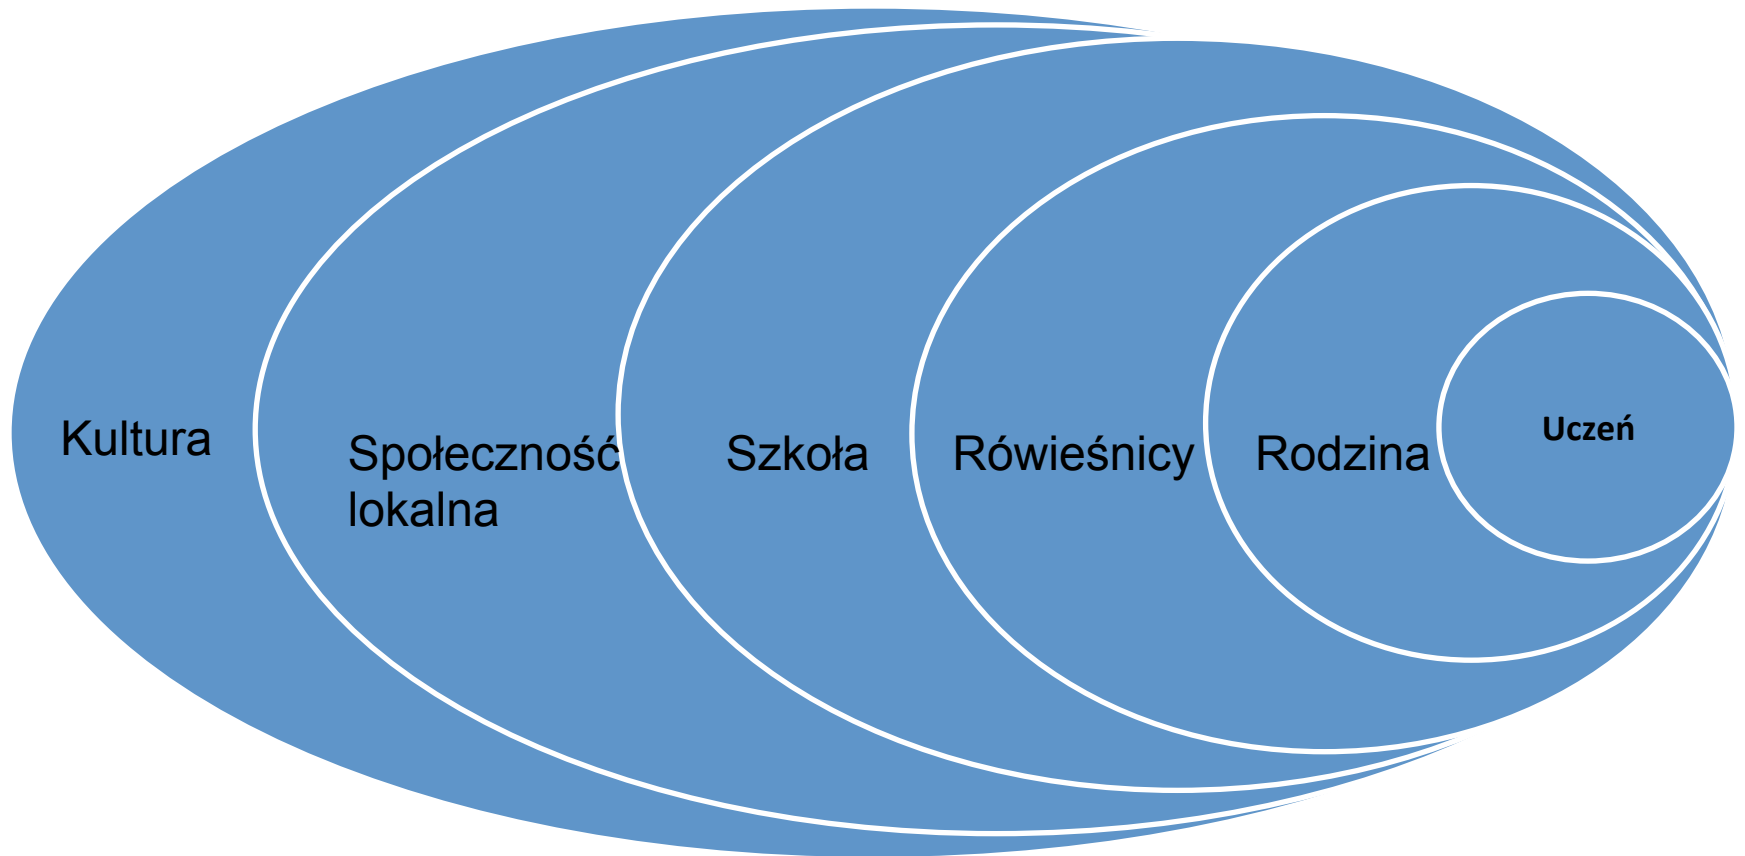 Kultura
Społeczność
lokalna
Szkoła
Rówieśnicy
Rodzina
Uczeń